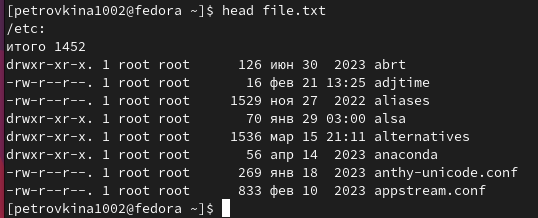 [petrovkina1002@fedora ~]$ head file.txt
/etc:
итого 1452
drwxr-xr-x. 1 root root      126 июн 30  2023 abrt
-rw-r--r--. 1 root root       16 фев 21 13:25 adjtime
-rw-r--r--. 1 root root     1529 ноя 27  2022 aliases
drwxr-xr-x. 1 root root       70 янв 29 03:00 alsa
drwxr-xr-x. 1 root root     1536 мар 15 21:11 alternatives
drwxr-xr-x. 1 root root       56 апр 14  2023 anaconda
-rw-r--r--. 1 root root      269 янв 18  2023 anthy-unicode.conf
-rw-r--r--. 1 root root      833 фев 10  2023 appstream.conf
[petrovkina1002@fedora ~]$